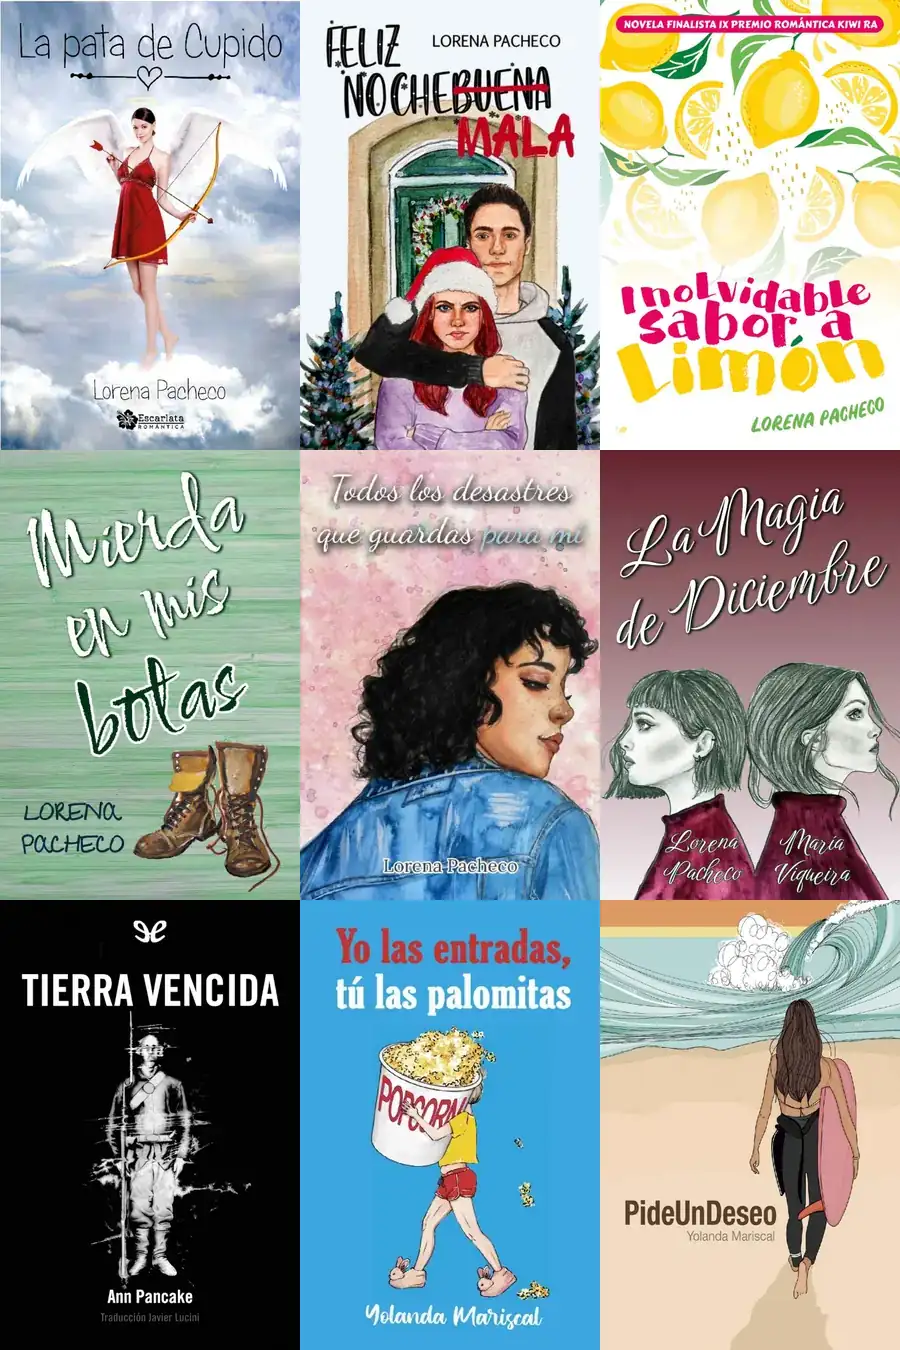 La pata de Cupido
Lorena Pacheco
Escarlata
ROMÁNTICA
FELIZ
LORENA PACHECO
NOCHEBUENA
MALA
NOVELA FINALISTA IX PREMIO ROMÁNTICA KIWI RA
Inolvidable
sabor a
Limón
LORENA PACHECO
Mierda
en mis
botas
LORENA
PACHECO
Todos los desastres
que guardas para mí
Lorena Pacheco
La Magia
de Diciembre
Lorena
Pacheco
María
Viqueira
TIERRA VENCIDA
Ann Pancake
Traducción Javier Lucini
Yo las entradas,
tú las palomitas
POPCORN
Yolanda Mariscal
PideUnDeseo
Yolanda Mariscal